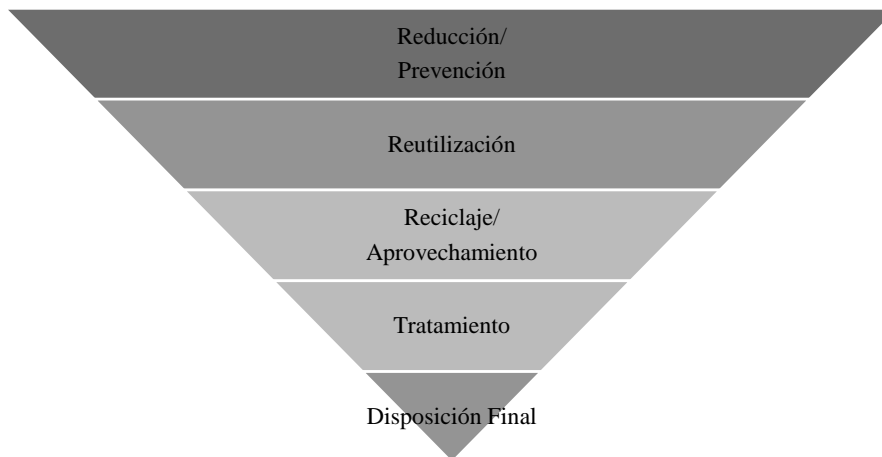 Reducción/
Prevención
Reutilización
Reciclaje/
Aprovechamiento
Tratamiento
Disposición Final